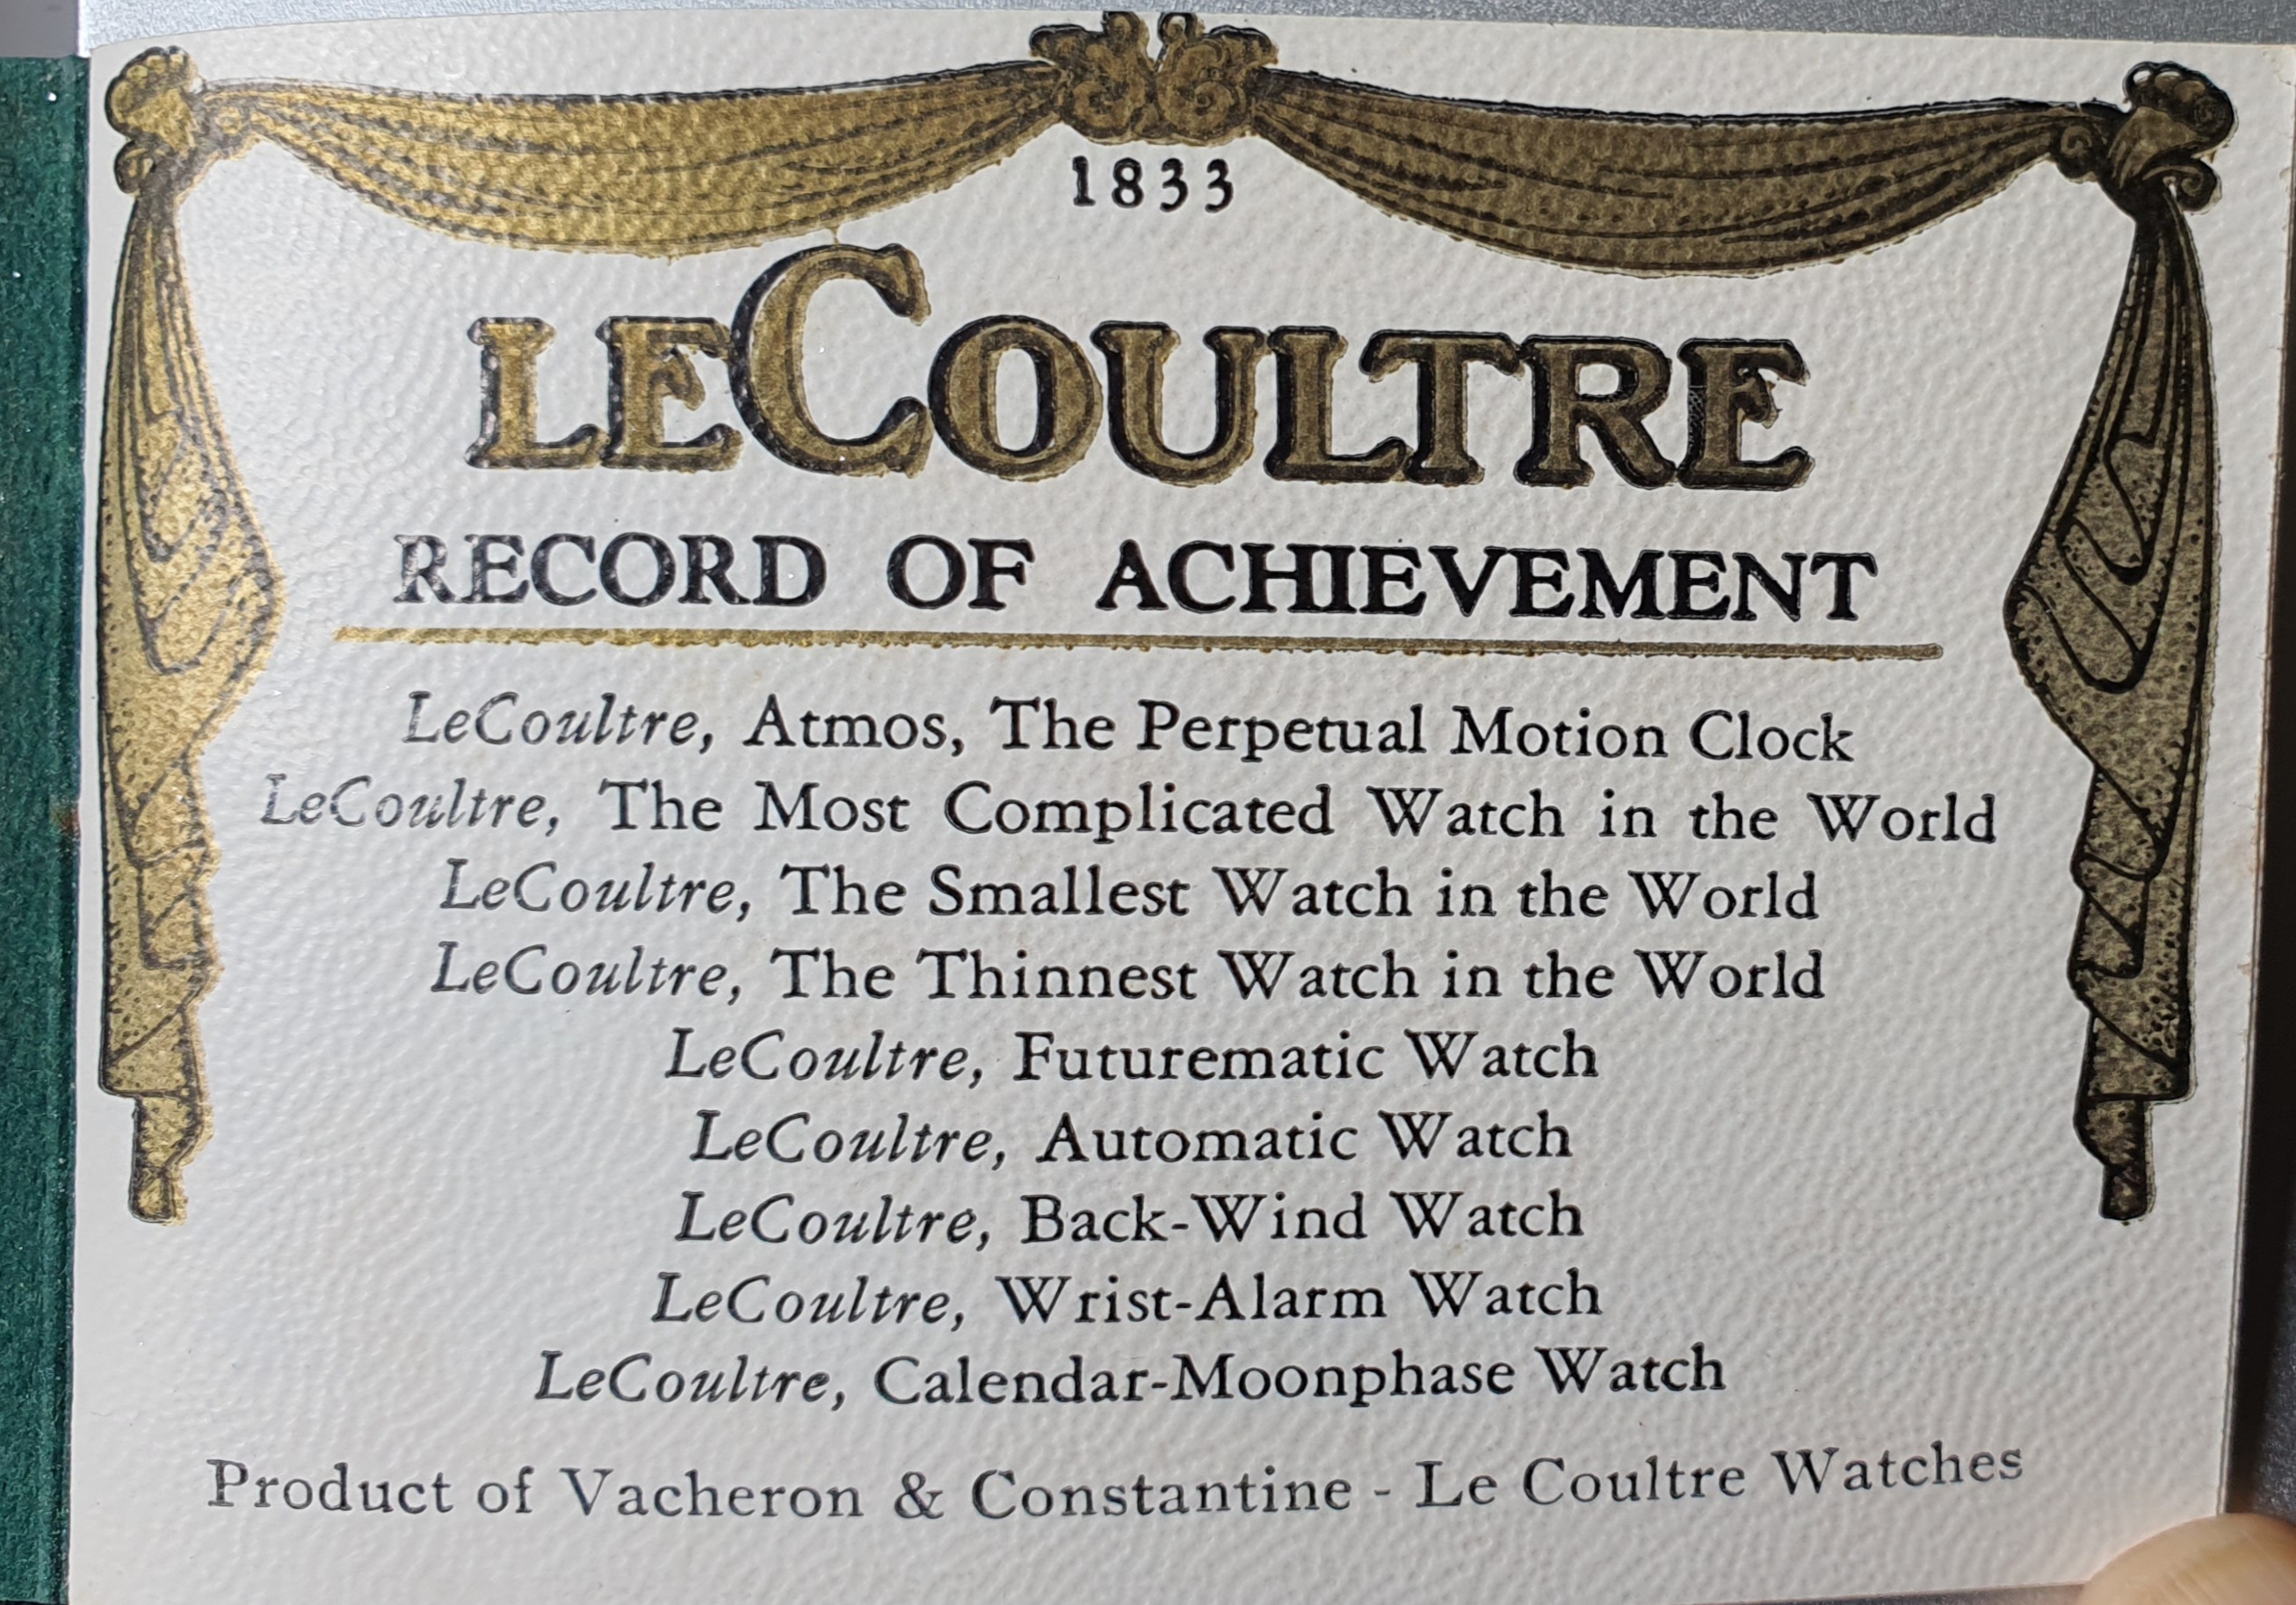 1833
LECOULTRE
RECORD OF ACHIEVEMENT
LeCoultre, Atmos, The Perpetual Motion Clock
LeCoultre, The Most Complicated Watch in the World
LeCoultre, The Smallest Watch in the World
LeCoultre, The Thinnest Watch in the World
LeCoultre, Futurematic Watch
LeCoultre, Automatic Watch
LeCoultre, Back-Wind Watch
LeCoultre, Wrist-Alarm Watch
LeCoultre, Calendar-Moonphase Watch
Product of Vacheron & Constantine - Le Coultre Watches